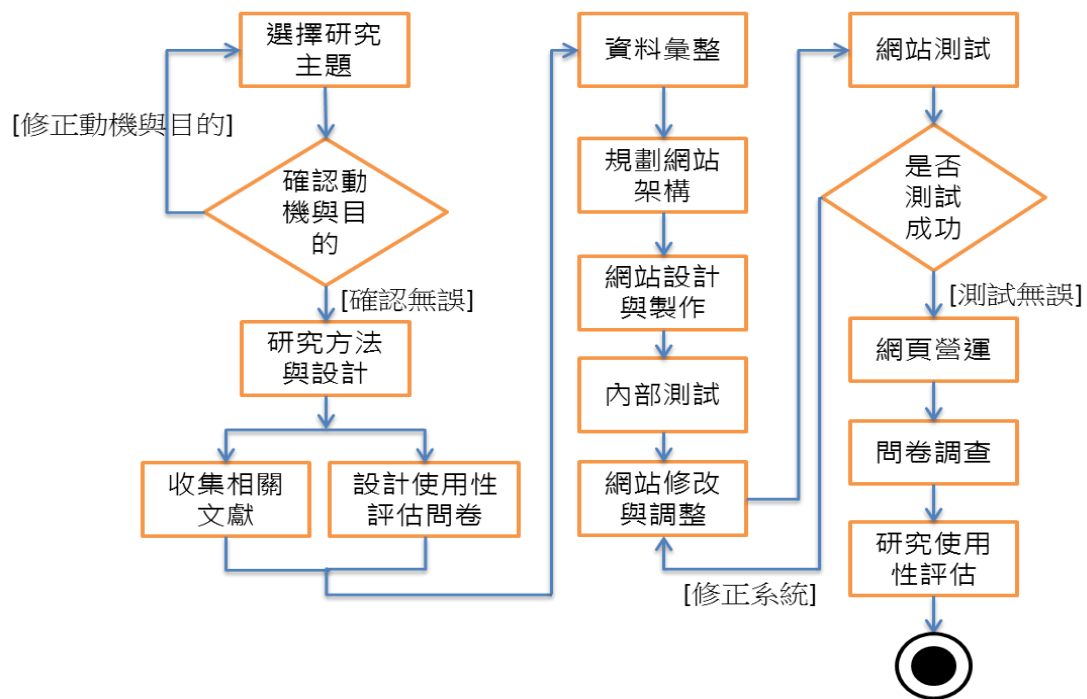 選擇研究
主題
[修正動機與目的]
確認動
機與目
的
[確認無誤]
研究方法
與設計
收集相關
文獻
設計使用性
評估問卷
資料彙整
規劃網站
架構
網站設計
與製作
內部測試
網站修改
與調整
[修正系統]
網站測試
是否
測試
成功
[測試無誤]
網頁營運
問卷調查
研究使用
性評估